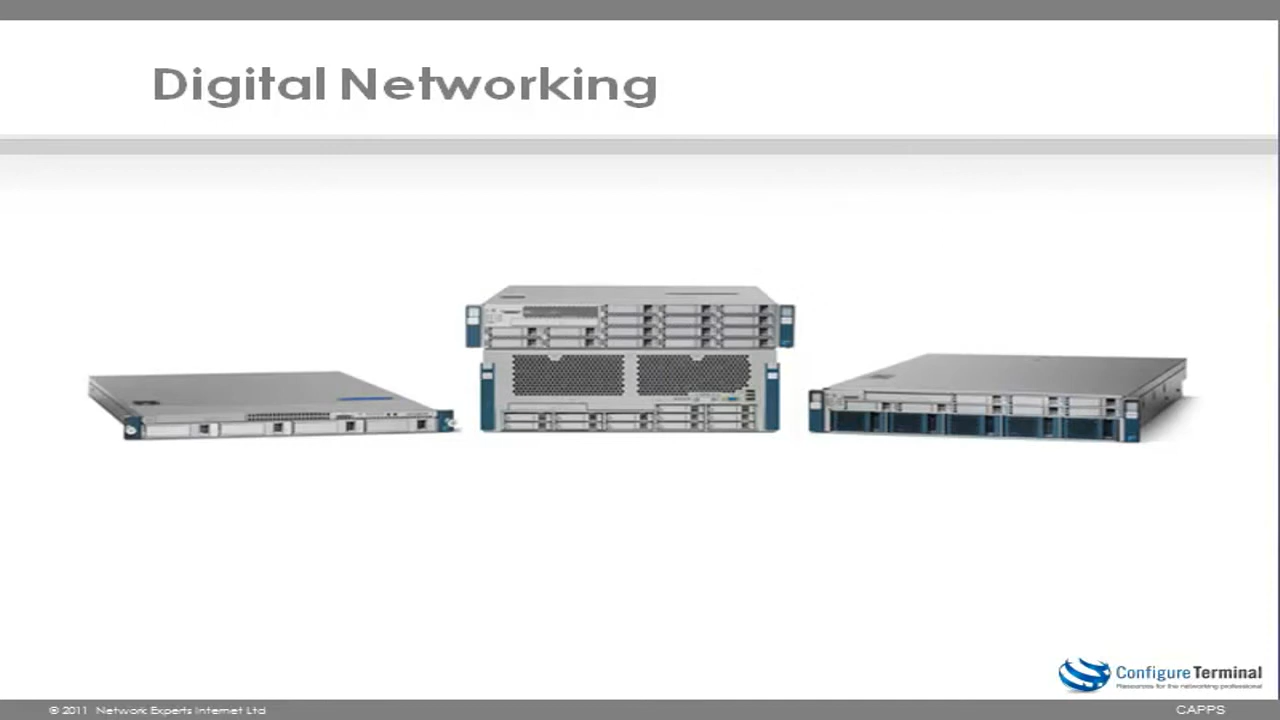 Digital Networking
Configure Terminal
Resources for the networking professional
© 2011 Network Experts Internet Ltd
CAPPS